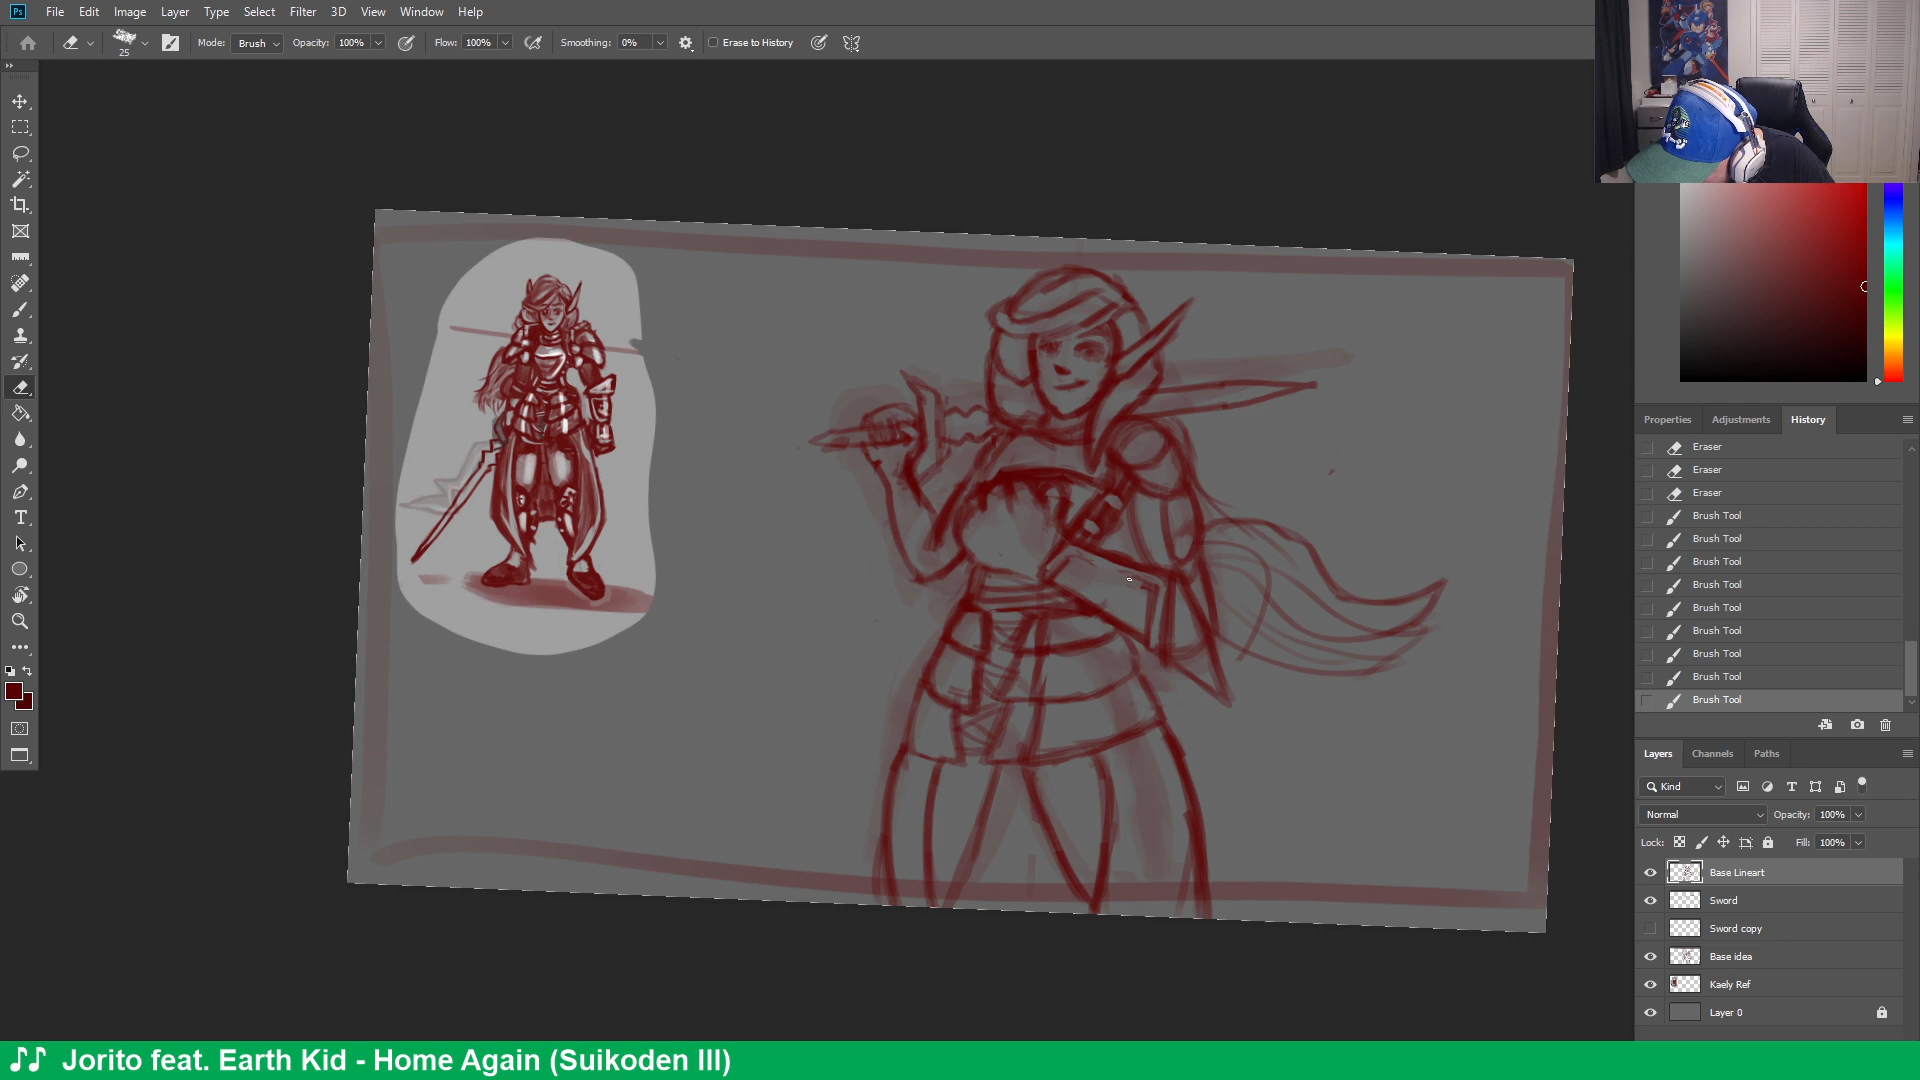 Ps File Edit Image Layer Type Select Filter 3D View Window Help
25 Mode: Brush Opacity: 100% Flow: 100% Smoothing: 0% Erase to History
Properties Adjustments History
Eraser
Eraser
Eraser
Brush Tool
Brush Tool
Brush Tool
Brush Tool
Brush Tool
Brush Tool
Brush Tool
Brush Tool
Brush Tool
Layers Channels Paths
Kind
Normal Opacity: 100%
Lock: Fill: 100%
Base Lineart
Sword
Sword copy
Base idea
Kaely Ref
Layer 0
Jorito feat. Earth Kid - Home Again (Suikoden III)